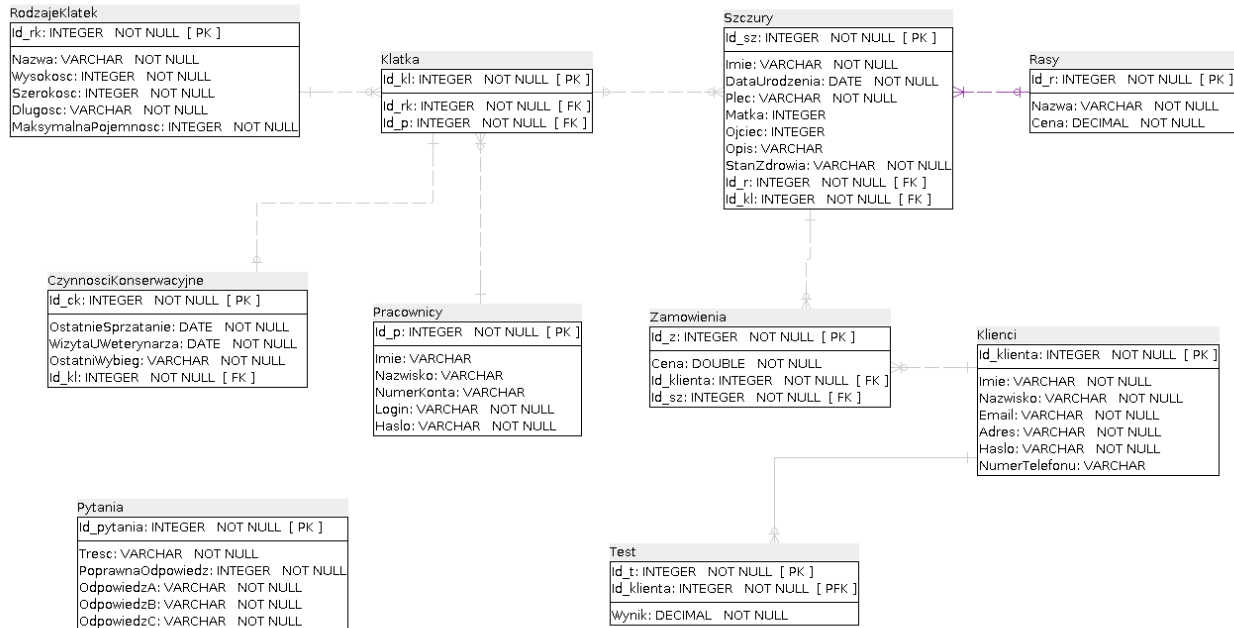 RodzajeKlatek
Id_rk: INTEGER NOT NULL [ PK ]
Nazwa: VARCHAR NOT NULL
Wysokosc: INTEGER NOT NULL
Szerokosc: INTEGER NOT NULL
Dlugosc: VARCHAR NOT NULL
MaksymalnaPojemnosc: INTEGER NOT NULL
Klatka
Id_kl: INTEGER NOT NULL [ PK ]
Id_rk: INTEGER NOT NULL [ FK ]
Id_p: INTEGER NOT NULL [ FK ]
Szczury
Id_sz: INTEGER NOT NULL [ PK ]
Imie: VARCHAR NOT NULL
DataUrodzenia: DATE NOT NULL
Plec: VARCHAR NOT NULL
Matka: INTEGER
Ojciec: INTEGER
Opis: VARCHAR
StanZdrowia: VARCHAR NOT NULL
Id_r: INTEGER NOT NULL [ FK ]
Id_kl: INTEGER NOT NULL [ FK ]
Rasy
Id_r: INTEGER NOT NULL [ PK ]
Nazwa: VARCHAR NOT NULL
Cena: DECIMAL NOT NULL
CzynnosciKonserwacyjne
Id_ck: INTEGER NOT NULL [ PK ]
OstatnieSprzatanie: DATE NOT NULL
WizytaUWeterynarza: DATE NOT NULL
OstatniWybieg: VARCHAR NOT NULL
Id_kl: INTEGER NOT NULL [ FK ]
Pracownicy
Id_p: INTEGER NOT NULL [ PK ]
Imie: VARCHAR
Nazwisko: VARCHAR
NumerKonta: VARCHAR
Login: VARCHAR NOT NULL
Haslo: VARCHAR NOT NULL
Zamowienia
Id_z: INTEGER NOT NULL [ PK ]
Cena: DOUBLE NOT NULL
Id_klienta: INTEGER NOT NULL [ FK ]
Id_sz: INTEGER NOT NULL [ FK ]
Klienci
Id_klienta: INTEGER NOT NULL [ PK ]
Imie: VARCHAR NOT NULL
Nazwisko: VARCHAR NOT NULL
Email: VARCHAR NOT NULL
Adres: VARCHAR NOT NULL
Haslo: VARCHAR NOT NULL
NumerTelefonu: VARCHAR
Pytania
Id_pytania: INTEGER NOT NULL [ PK ]
Tresc: VARCHAR NOT NULL
PoprawnaOdpowiedz: INTEGER NOT NULL
OdpowiedzA: VARCHAR NOT NULL
OdpowiedzB: VARCHAR NOT NULL
OdpowiedzC: VARCHAR NOT NULL
Test
Id_t: INTEGER NOT NULL [ PK ]
Id_klienta: INTEGER NOT NULL [ PFK ]
Wynik: DECIMAL NOT NULL